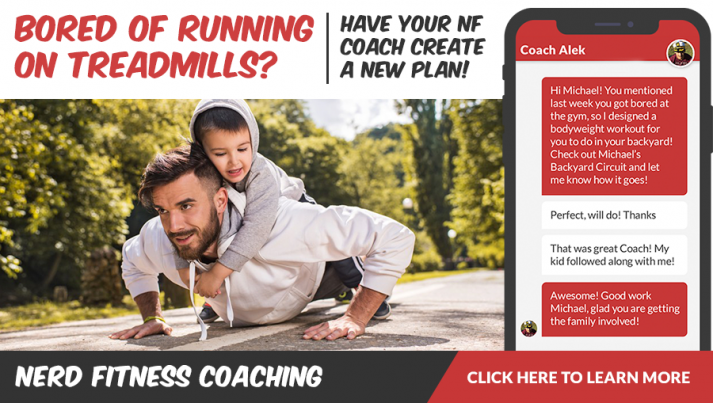 BORED OF RUNNING
ON TREADMILLS?
HAVE YOUR NF
COACH CREATE
A NEW PLAN!
Coach Alek
Hi Michael! You mentioned
last week you got bored at
the gym, so I designed a
bodyweight workout for
you to do in your backyard!
Check out Michael's
Backyard Circuit and let
me know how it goes!
Perfect, will do! Thanks
That was great Coach! My
kid followed along with me!
Awesome! Good work
Michael, glad you are getting
the family involved!
NERD FITNESS COACHING
CLICK HERE TO LEARN MORE